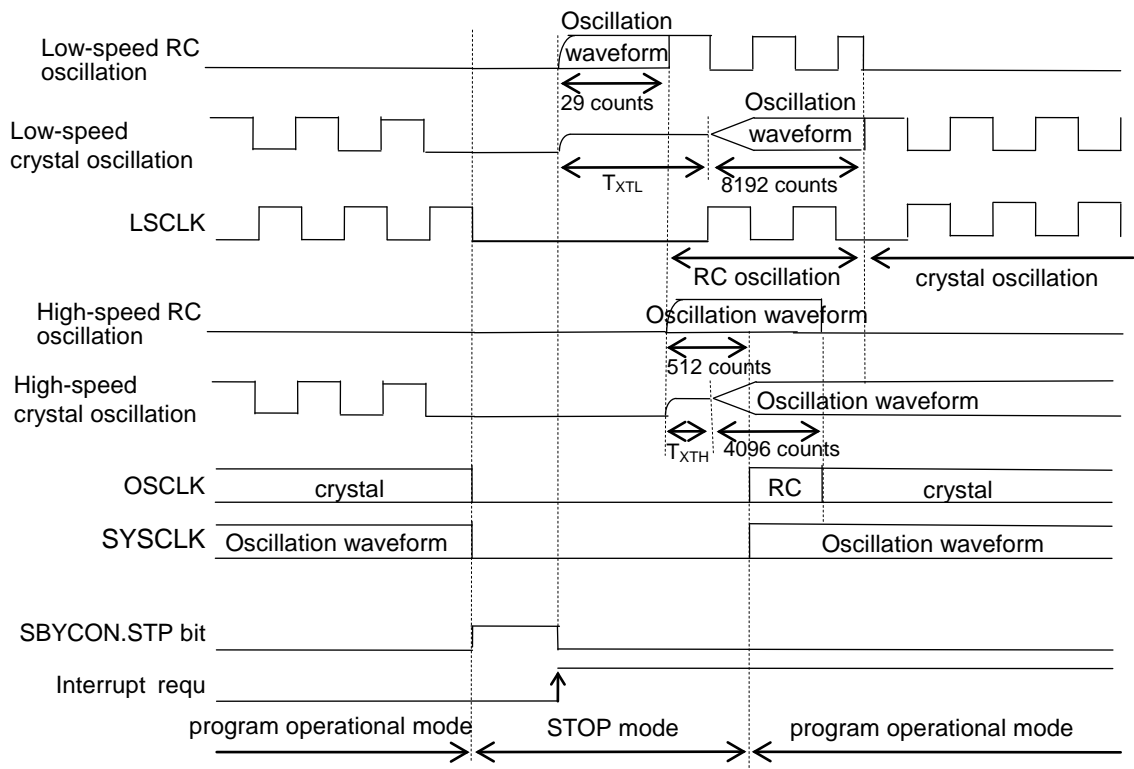 Oscillation
Low-speed RC
oscillation
waveform
29 counts
Oscillation
Low-speed
crystal oscillation
waveform
TXTL
8192 counts
LSCLK
RC oscillation
crystal oscillation
High-speed RC
oscillation
Oscillation waveform
512 counts
High-speed
crystal oscillation
Oscillation waveform
TXTH
4096 counts
OSCLK
crystal
RC
crystal
SYSCLK
Oscillation waveform
Oscillation waveform
SBYCON.STP bit
Interrupt requ
program operational mode
STOP mode
program operational mode